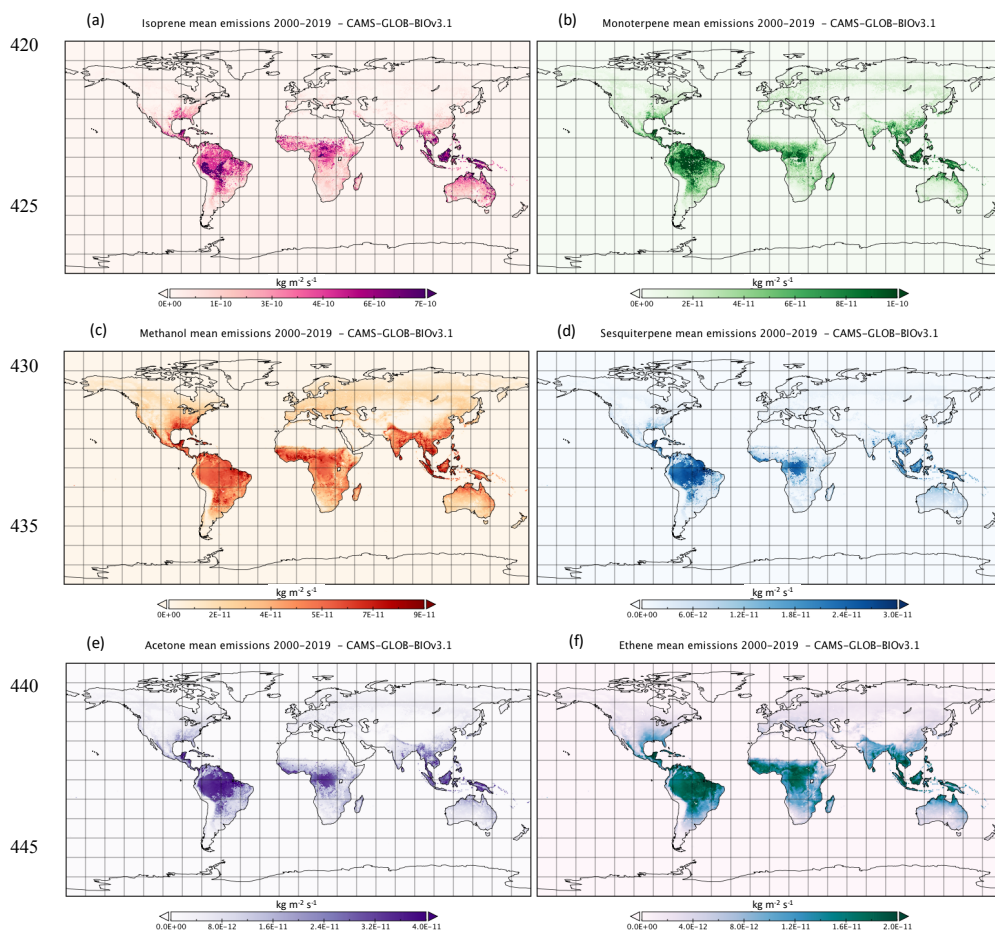 (a)
Isoprene mean emissions 2000-2019 – CAMS-GLOB-BIOv3.1
(b)
Monoterpene mean emissions 2000-2019 – CAMS-GLOB-BIOv3.1
420
425
kg m⁻² s⁻¹
0E+00 1E-10 3E-10 4E-10 6E-10 7E-10
kg m⁻² s⁻¹
0E+00 2E-11 4E-11 6E-11 8E-11 1E-10
(c)
Methanol mean emissions 2000-2019 – CAMS-GLOB-BIOv3.1
(d)
Sesquiterpene mean emissions 2000-2019 – CAMS-GLOB-BIOv3.1
430
435
kg m⁻² s⁻¹
0E+00 2E-11 4E-11 5E-11 7E-11 9E-11
kg m⁻² s⁻¹
0.0E+00 6.0E-12 1.2E-11 1.8E-11 2.4E-11 3.0E-11
(e)
Acetone mean emissions 2000-2019 – CAMS-GLOB-BIOv3.1
(f)
Ethene mean emissions 2000-2019 – CAMS-GLOB-BIOv3.1
440
445
kg m⁻² s⁻¹
0.0E+00 8.0E-12 1.6E-11 2.4E-11 3.2E-11 4.0E-11
kg m⁻² s⁻¹
0.0E+00 4.0E-12 8.0E-12 1.2E-11 1.6E-11 2.0E-11